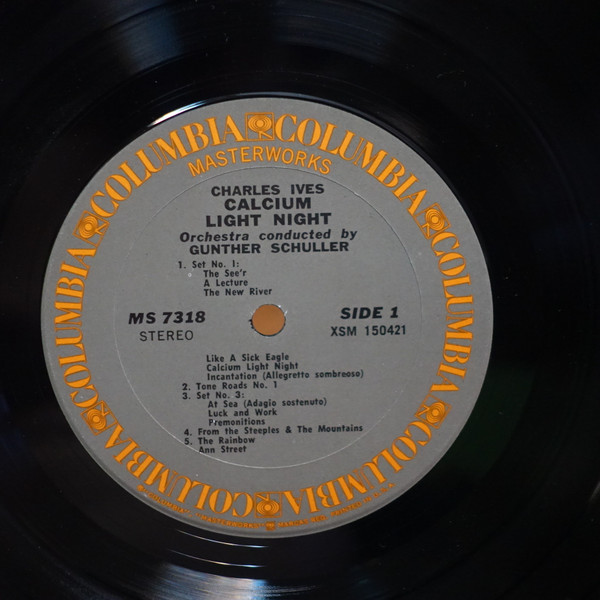 COLUMBIA COLUMBIA COLUMBIA COLUMBIA COLUMBIA COLUMBIA COLUMBIA
MASTERWORKS
CHARLES IVES
CALCIUM
LIGHT NIGHT
Orchestra conducted by
GUNTHER SCHULLER
1. Set No. I:
The See'r
A Lecture
The New River
MS 7318
STEREO
SIDE 1
XSM 150421
Like A Sick Eagle
Calcium Light Night
Incantation (Allegretto sombreoso)
2. Tone Roads No. 1
3. Set No. 3:
At Sea (Adagio sostenuto)
Luck and Work
Premonitions
4. From the Steeples & The Mountains
5. The Rainbow
Ann Street